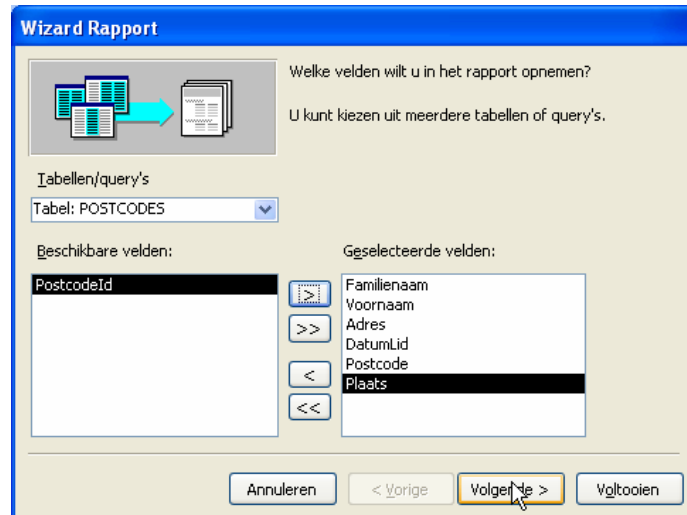 Wizard Rapport
Welke velden wilt u in het rapport opnemen?
U kunt kiezen uit meerdere tabellen of query's.
Tabellen/query's
Tabel: POSTCODES
Beschikbare velden:
Geselecteerde velden:
PostcodeId
>
>>
<
<<
Familienaam
Voornaam
Adres
DatumLid
Postcode
Plaats
Annuleren
< Vorige
Volgende >
Voltooien